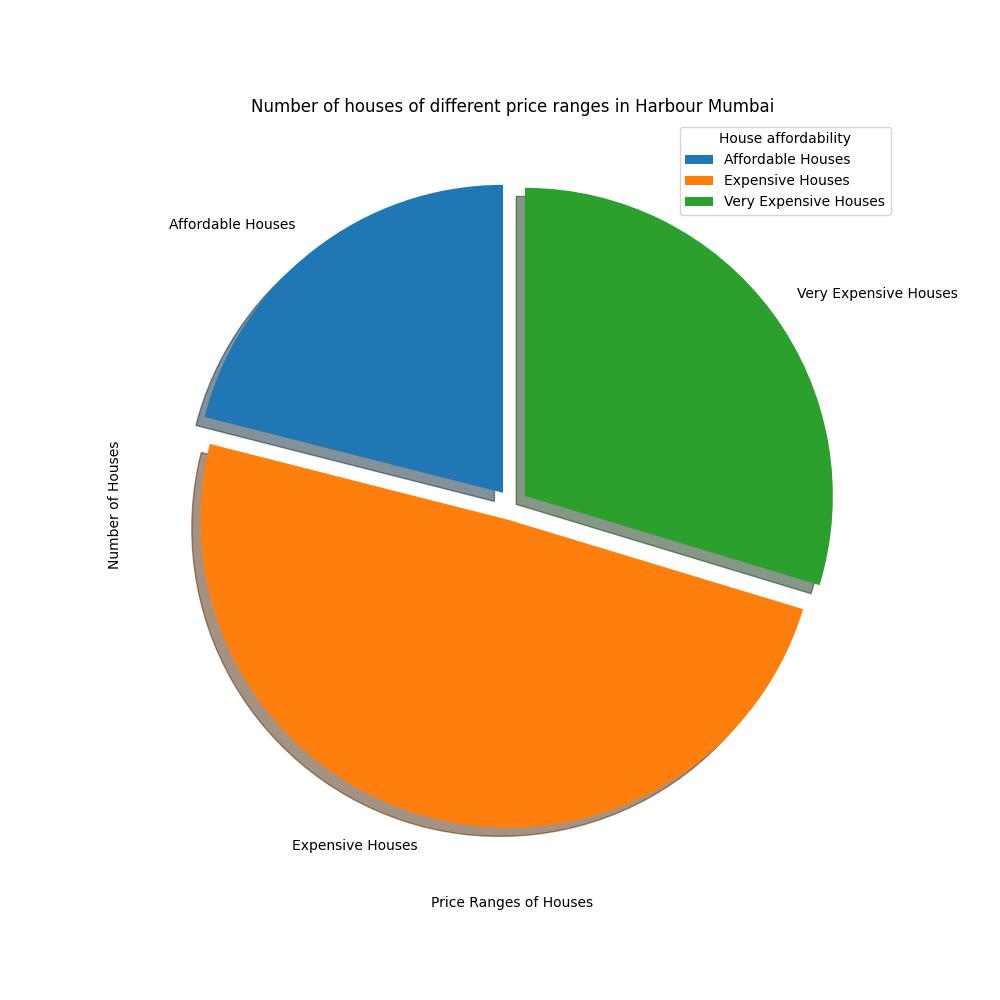 Number of houses of different price ranges in Harbour Mumbai
House affordability
Affordable Houses
Expensive Houses
Very Expensive Houses
Affordable Houses
Very Expensive Houses
Number of Houses
Expensive Houses
Price Ranges of Houses